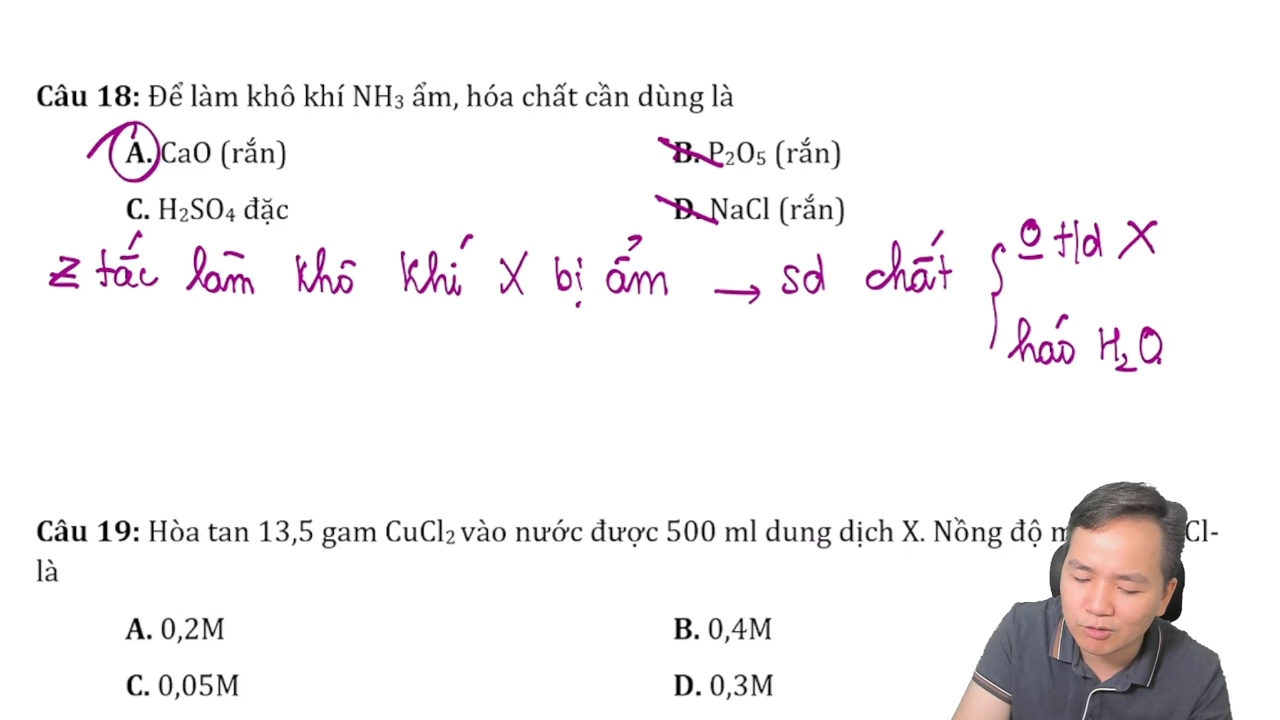 Câu 18: Để làm khô khí NH₃ ẩm, hóa chất cần dùng là
A. CaO (rắn) B. P₂O₅ (rắn)
C. H₂SO₄ đặc D. NaCl (rắn)
tắc làm khô khí X bị ẩm → sd chất { t/d X
háo H₂O
Câu 19: Hòa tan 13,5 gam CuCl₂ vào nước được 500 ml dung dịch X. Nồng độ Cl-
là
A. 0,2M B. 0,4M
C. 0,05M D. 0,3M